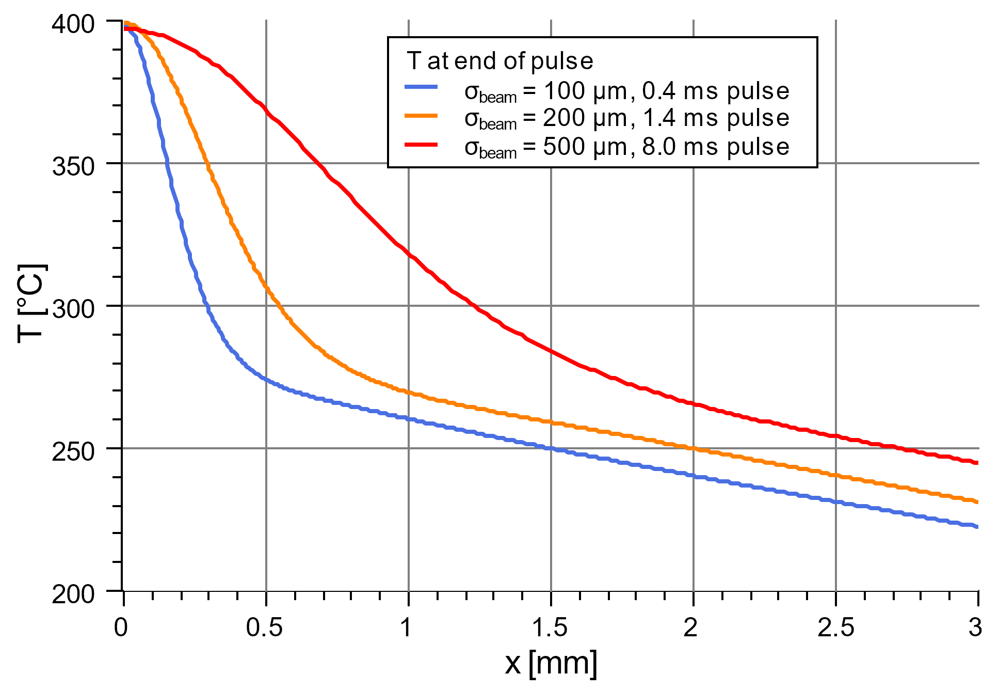 400
350
300
250
200
T [°C]
T at end of pulse
σbeam = 100 µm, 0.4 ms pulse
σbeam = 200 µm, 1.4 ms pulse
σbeam = 500 µm, 8.0 ms pulse
0 0.5 1 1.5 2 2.5 3
x [mm]